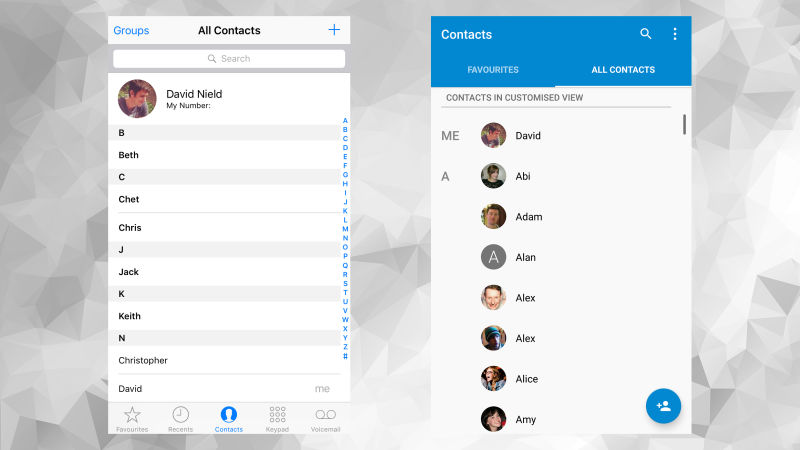 Groups All Contacts +
Search
David Nield
My Number:
B
Beth
C
Chet
Chris
J
Jack
K
Keith
N
Christopher
David me
A
B
C
D
E
F
G
H
I
J
K
L
M
N
O
P
Q
R
S
T
U
V
W
X
Y
Z
#
Favourites Recents Contacts Keypad Voicemail
Contacts
FAVOURITES ALL CONTACTS
CONTACTS IN CUSTOMISED VIEW
ME David
A Abi
Adam
A Alan
Alex
Alex
Alice
Amy